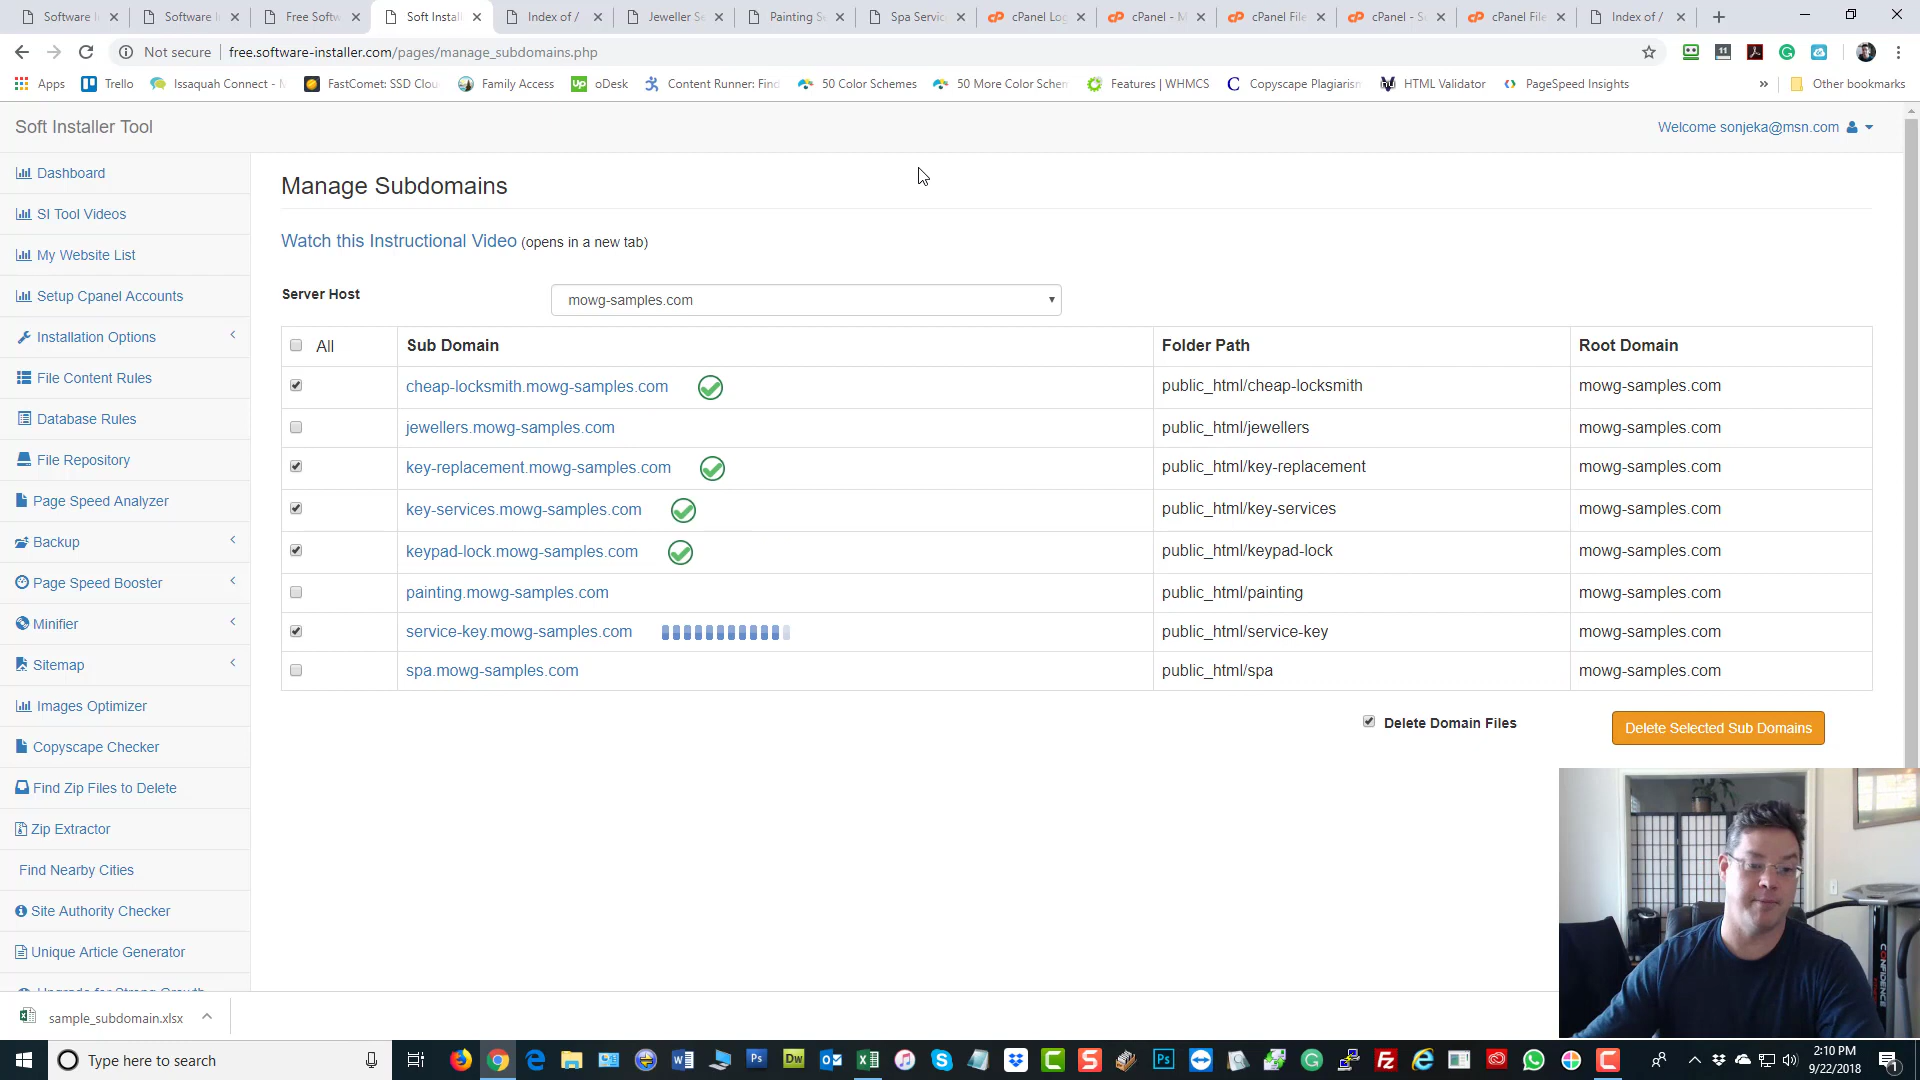 Software I
Software I
Free Softw
Soft Instal
Index of /
Jeweller Se
Painting Se
Spa Servic
cPanel Log
cPanel - M
cPanel File
cPanel - S
cPanel File
Index of /
Not secure
free.software-installer.com/pages/manage_subdomains.php
Apps
Trello
Issaquah Connect -
FastComet: SSD Clou
Family Access
oDesk
Content Runner: Find
50 Color Schemes
50 More Color Schem
Features | WHMCS
Copyscape Plagiarism
HTML Validator
PageSpeed Insights
»
Other bookmarks
Soft Installer Tool
Welcome sonjeka@msn.com
Dashboard
SI Tool Videos
My Website List
Setup Cpanel Accounts
Installation Options
File Content Rules
Database Rules
File Repository
Page Speed Analyzer
Backup
Page Speed Booster
Minifier
Sitemap
Images Optimizer
Copyscape Checker
Find Zip Files to Delete
Zip Extractor
Find Nearby Cities
Site Authority Checker
Unique Article Generator
Manage Subdomains
Watch this Instructional Video (opens in a new tab)
Server Host
mowg-samples.com
All Sub Domain Folder Path Root Domain
cheap-locksmith.mowg-samples.com public_html/cheap-locksmith mowg-samples.com
jewellers.mowg-samples.com public_html/jewellers mowg-samples.com
key-replacement.mowg-samples.com public_html/key-replacement mowg-samples.com
key-services.mowg-samples.com public_html/key-services mowg-samples.com
keypad-lock.mowg-samples.com public_html/keypad-lock mowg-samples.com
painting.mowg-samples.com public_html/painting mowg-samples.com
service-key.mowg-samples.com public_html/service-key mowg-samples.com
spa.mowg-samples.com public_html/spa mowg-samples.com
Delete Domain Files
Delete Selected Sub Domains
sample_subdomain.xlsx
Type here to search
2:10 PM
9/22/2018